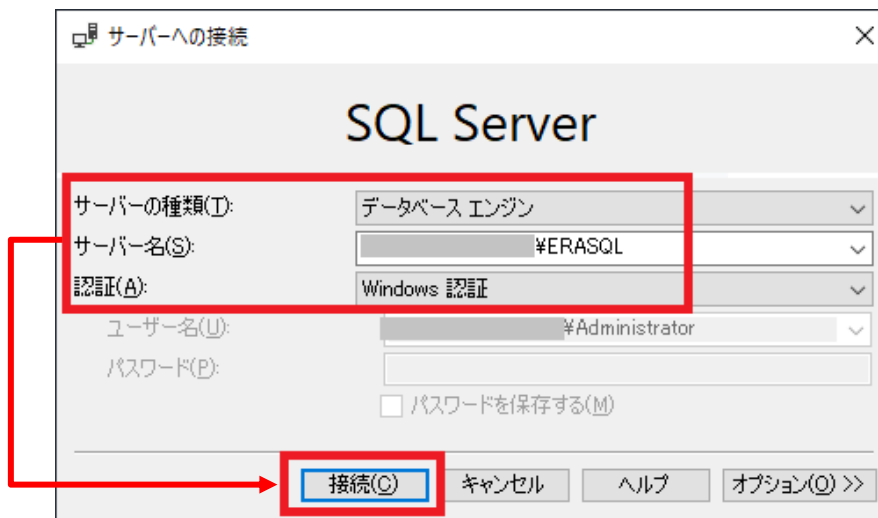 サーバーへの接続
SQL Server
サーバーの種類(T): データベース エンジン
サーバー名(S): ¥ERASQL
認証(A): Windows 認証
ユーザー名(U): ¥Administrator
パスワード(P):
パスワードを保存する(M)
接続(C) キャンセル ヘルプ オプション(O) >>